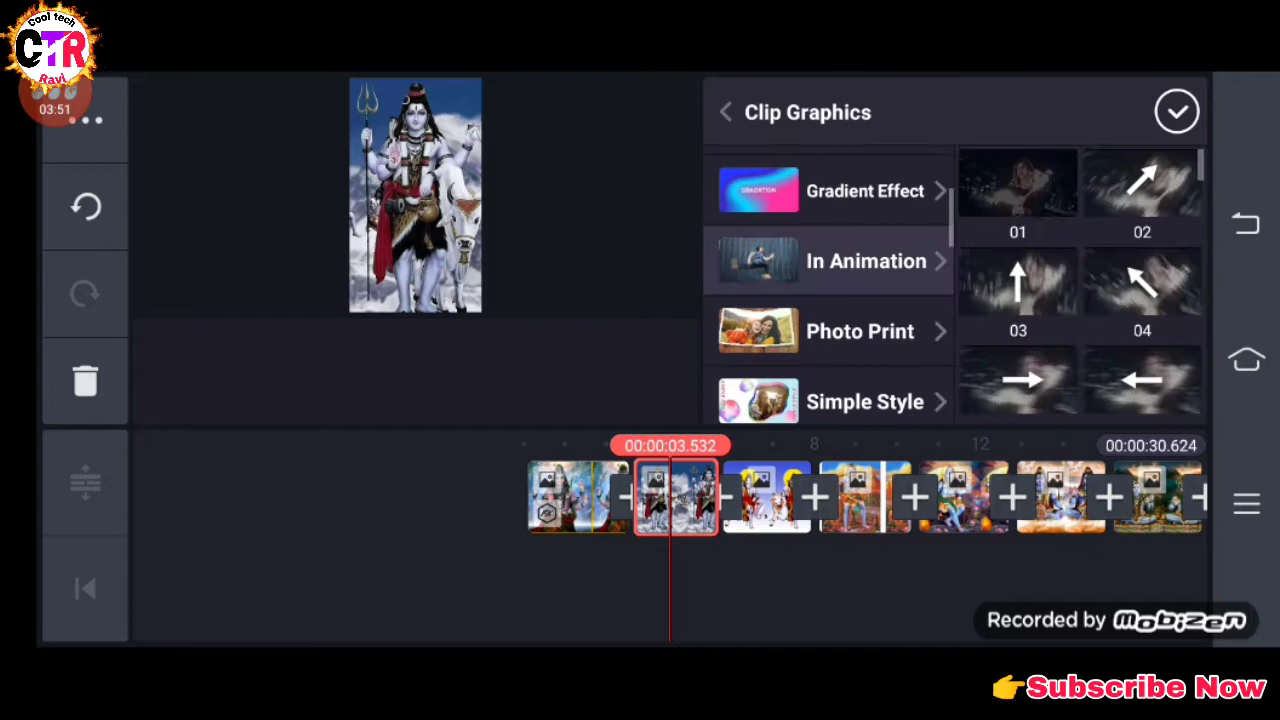 Cool tech
CTR
Ravi
03:51
Clip Graphics
GRADIATION
Gradient Effect
In Animation
Photo Print
Simple Style
01
02
03
04
00:00:03.532
8
12
00:00:30.624
Recorded by Mobizen
👉Subscribe Now